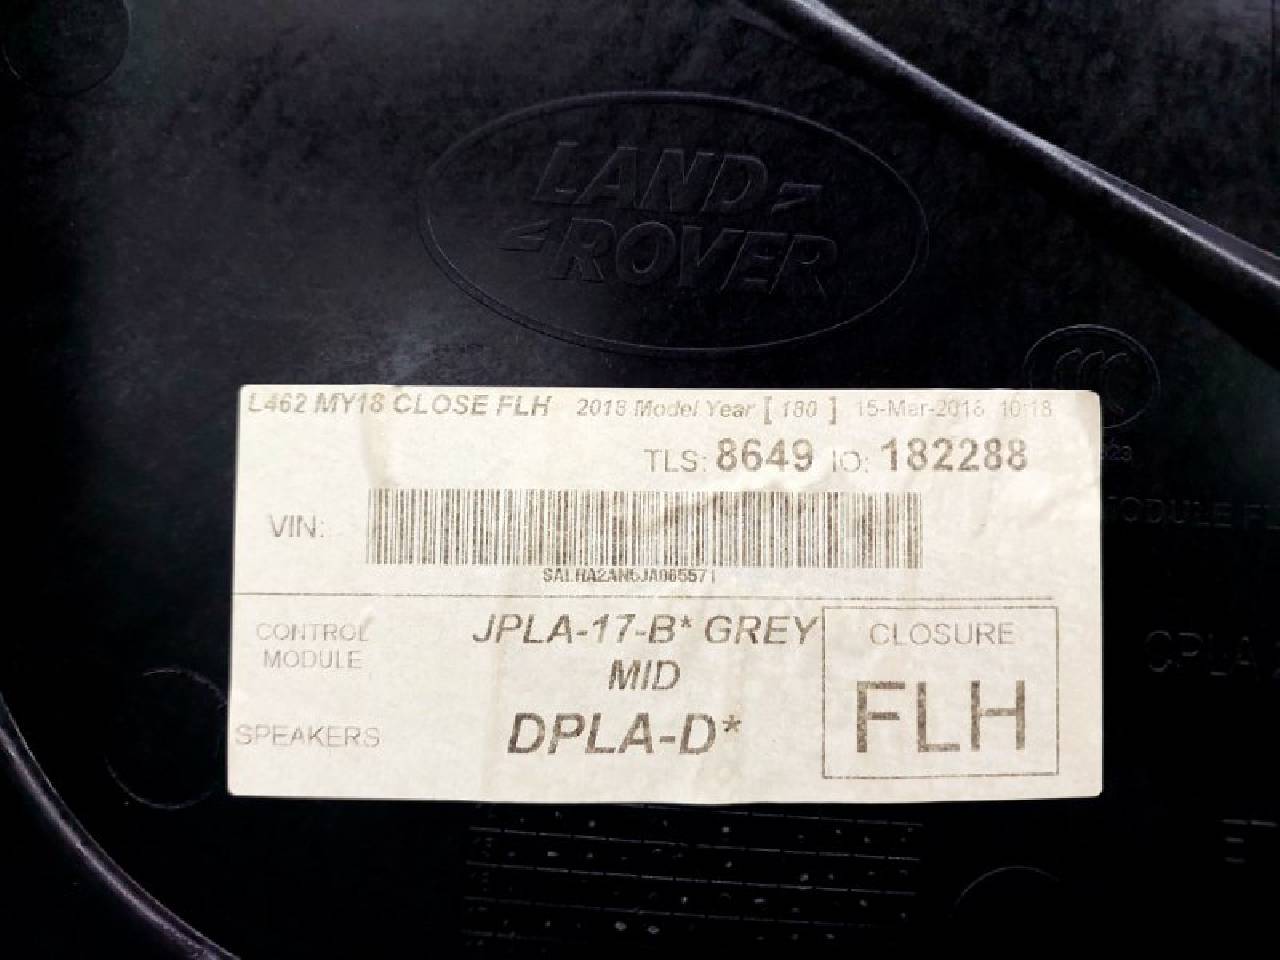 LAND
ROVER
L462 MY18 CLOSE FLH 2018 Model Year [ 180 ] 15-Mar-2018 10:18
TLS: 8649 IO: 182288
VIN:
SALRA2AN5JA065571
CONTROL MODULE JPLA-17-B* GREY MID
SPEAKERS DPLA-D*
CLOSURE
FLH
CPLA